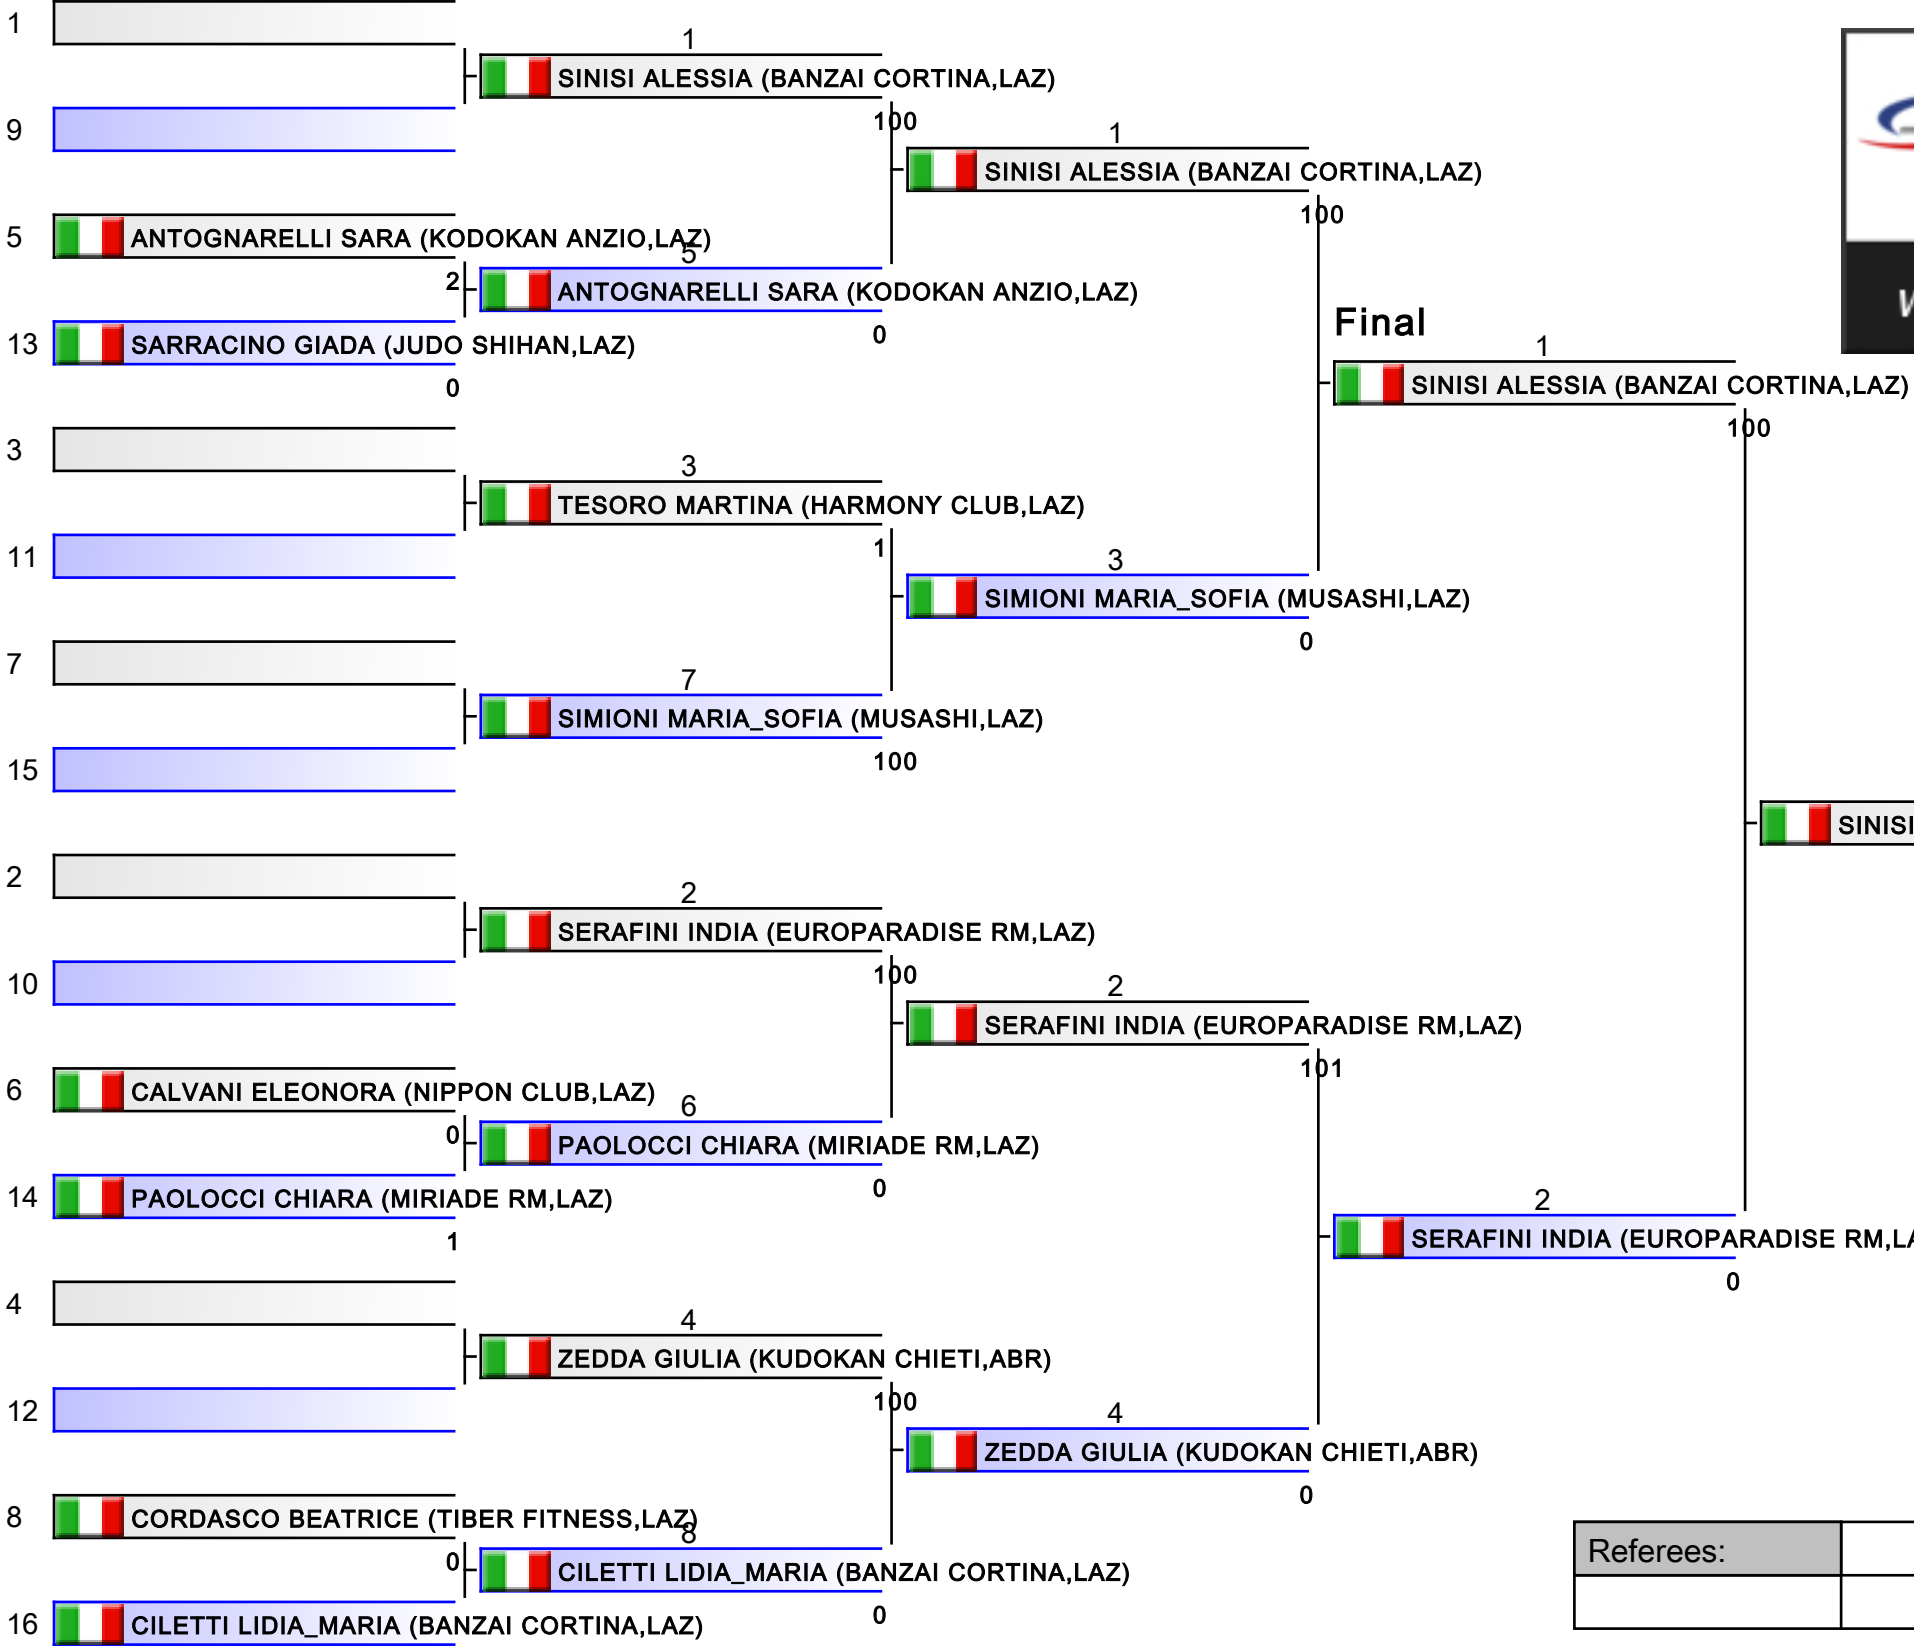 1
1
SINISI ALESSIA (BANZAI CORTINA,LAZ)
9
100
1
SINISI ALESSIA (BANZAI CORTINA,LAZ)
100
5
ANTOGNARELLI SARA (KODOKAN ANZIO,LAZ)
5
2
ANTOGNARELLI SARA (KODOKAN ANZIO,LAZ)
0
13
SARRACINO GIADA (JUDO SHIHAN,LAZ)
0
Final
1
SINISI ALESSIA (BANZAI CORTINA,LAZ)
100
3
3
TESORO MARTINA (HARMONY CLUB,LAZ)
1
11
3
SIMIONI MARIA_SOFIA (MUSASHI,LAZ)
0
7
7
SIMIONI MARIA_SOFIA (MUSASHI,LAZ)
100
15
SINISI
2
2
SERAFINI INDIA (EUROPARADISE RM,LAZ)
100
10
2
SERAFINI INDIA (EUROPARADISE RM,LAZ)
101
6
CALVANI ELEONORA (NIPPON CLUB,LAZ)
6
0
PAOLOCCI CHIARA (MIRIADE RM,LAZ)
0
14
PAOLOCCI CHIARA (MIRIADE RM,LAZ)
1
2
SERAFINI INDIA (EUROPARADISE RM,LA
0
4
4
ZEDDA GIULIA (KUDOKAN CHIETI,ABR)
100
12
4
ZEDDA GIULIA (KUDOKAN CHIETI,ABR)
0
8
CORDASCO BEATRICE (TIBER FITNESS,LAZ)
8
0
CILETTI LIDIA_MARIA (BANZAI CORTINA,LAZ)
0
16
CILETTI LIDIA_MARIA (BANZAI CORTINA,LAZ)
Referees: